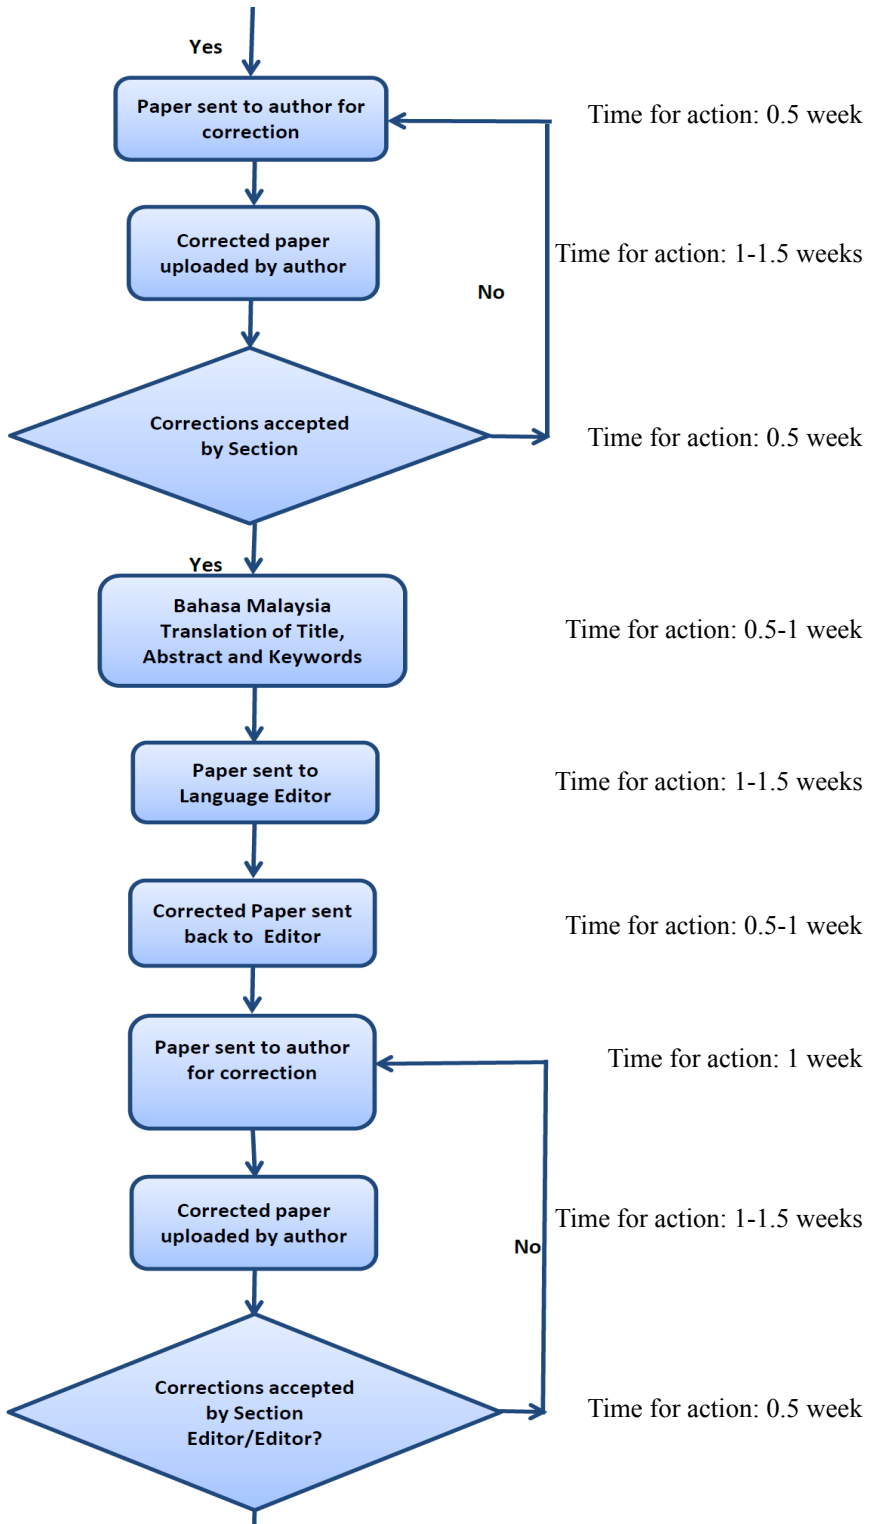 Yes
Paper sent to author for
correction
Time for action: 0.5 week
Corrected paper
uploaded by author
Time for action: 1-1.5 weeks
No
Corrections accepted
by Section
Time for action: 0.5 week
Yes
Bahasa Malaysia
Translation of Title,
Abstract and Keywords
Time for action: 0.5-1 week
Paper sent to
Language Editor
Time for action: 1-1.5 weeks
Corrected Paper sent
back to Editor
Time for action: 0.5-1 week
Paper sent to author
for correction
Time for action: 1 week
Corrected paper
uploaded by author
Time for action: 1-1.5 weeks
No
Corrections accepted
by Section
Editor/Editor?
Time for action: 0.5 week